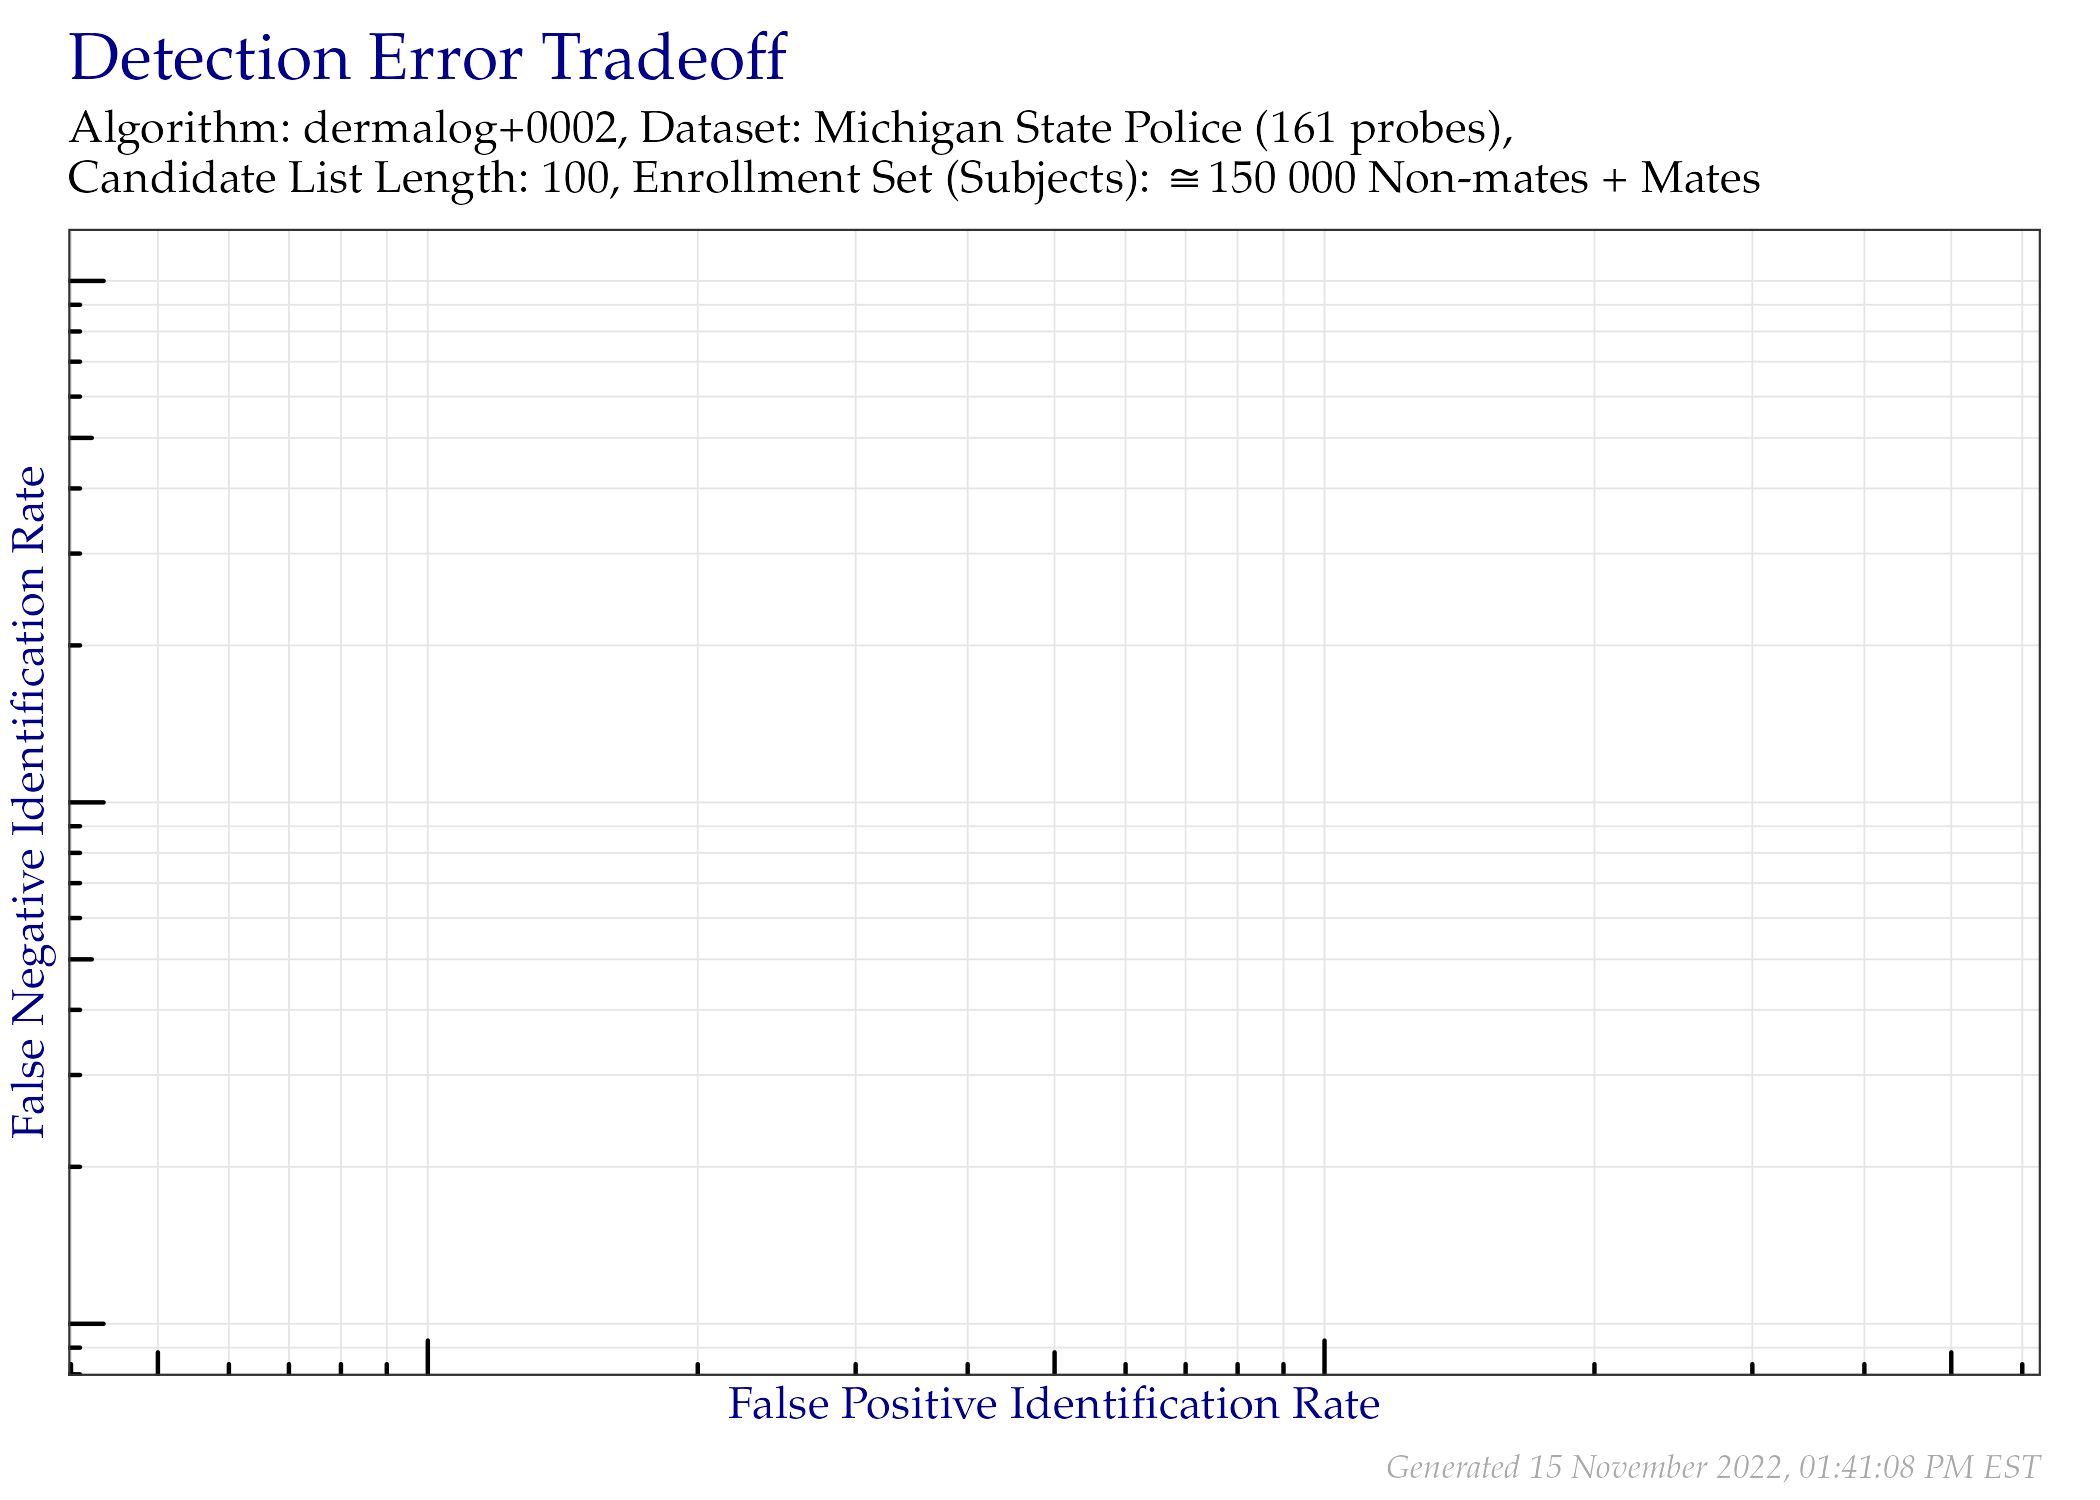 Detection Error Tradeoff
Algorithm: dermalog+0002, Dataset: Michigan State Police (161 probes),
Candidate List Length: 100, Enrollment Set (Subjects): ≅ 150 000 Non-mates + Mates
False Negative Identification Rate
False Positive Identification Rate
Generated 15 November 2022, 01:41:08 PM EST